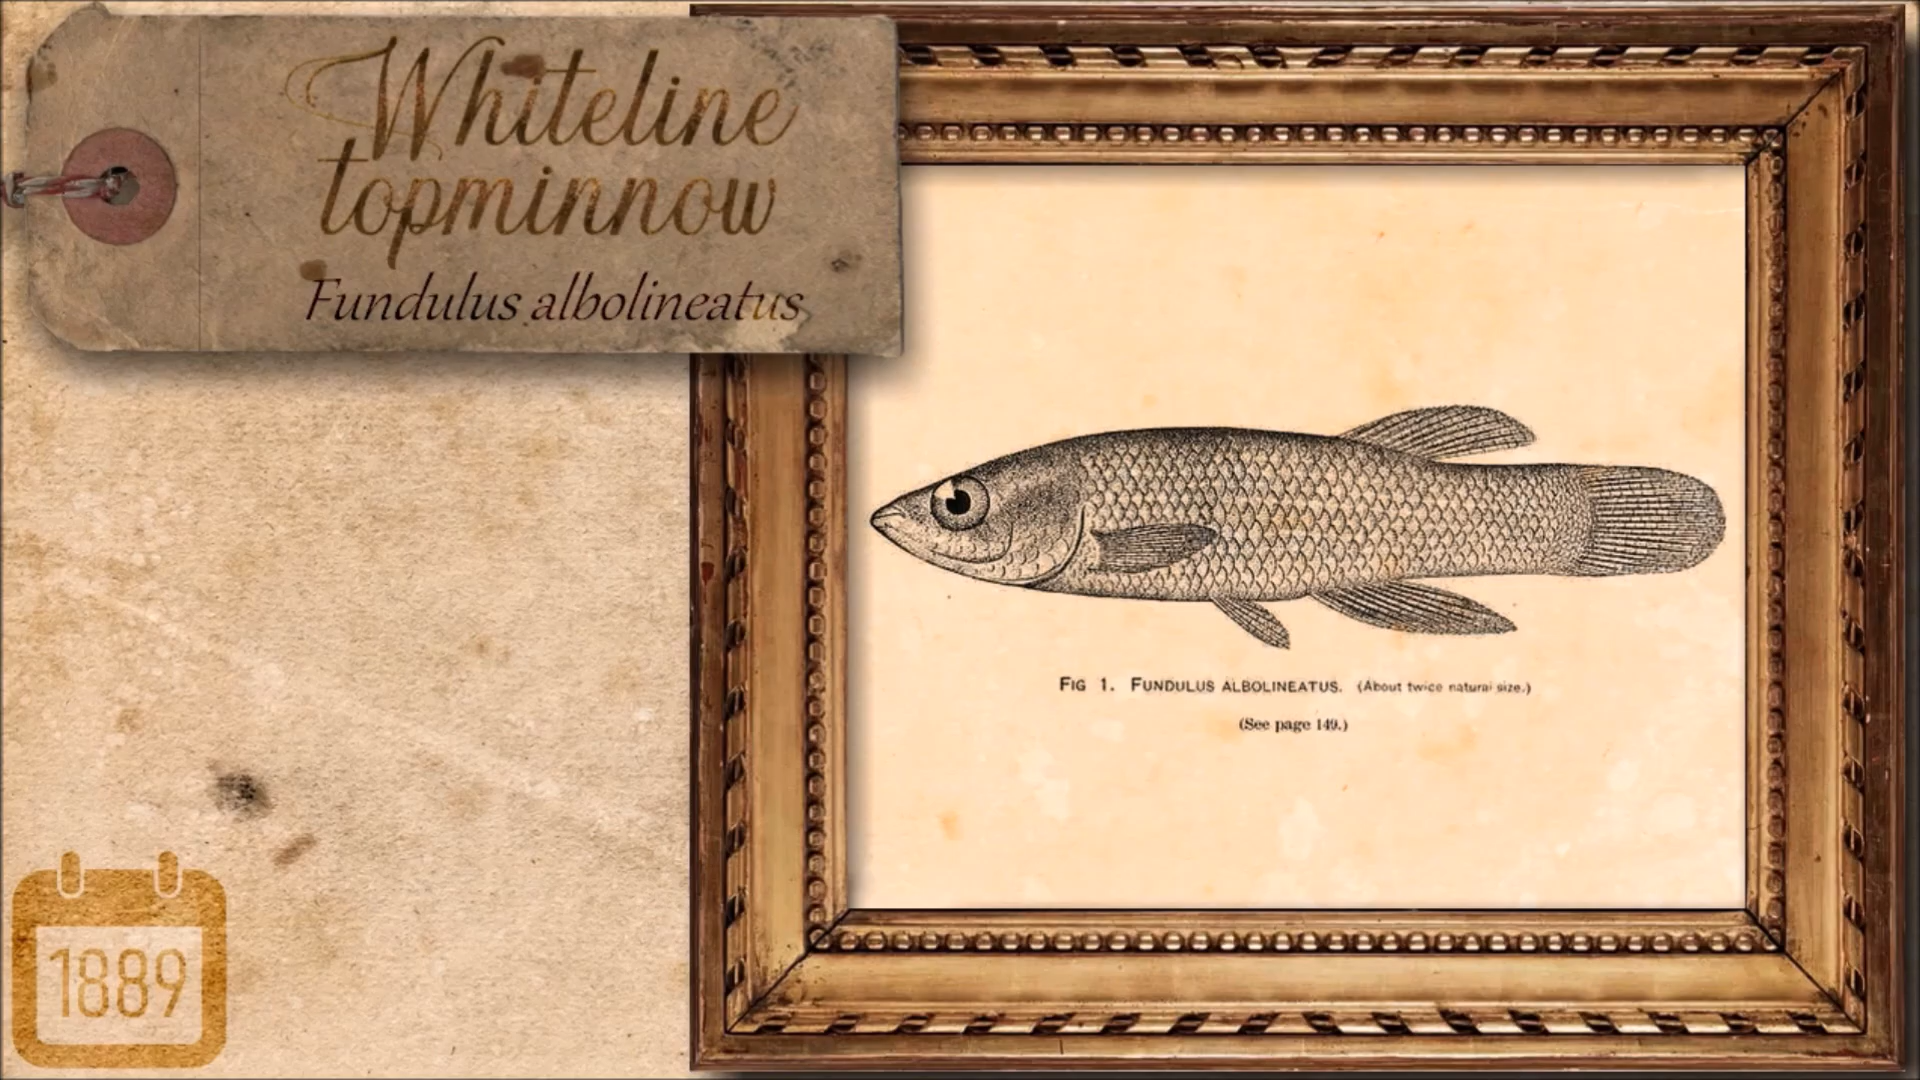 Whiteline
topminnow
Fundulus albolineatus
FIG 1. FUNDULUS ALBOLINEATUS. (About twice natural size.)
(See page 149.)
1889